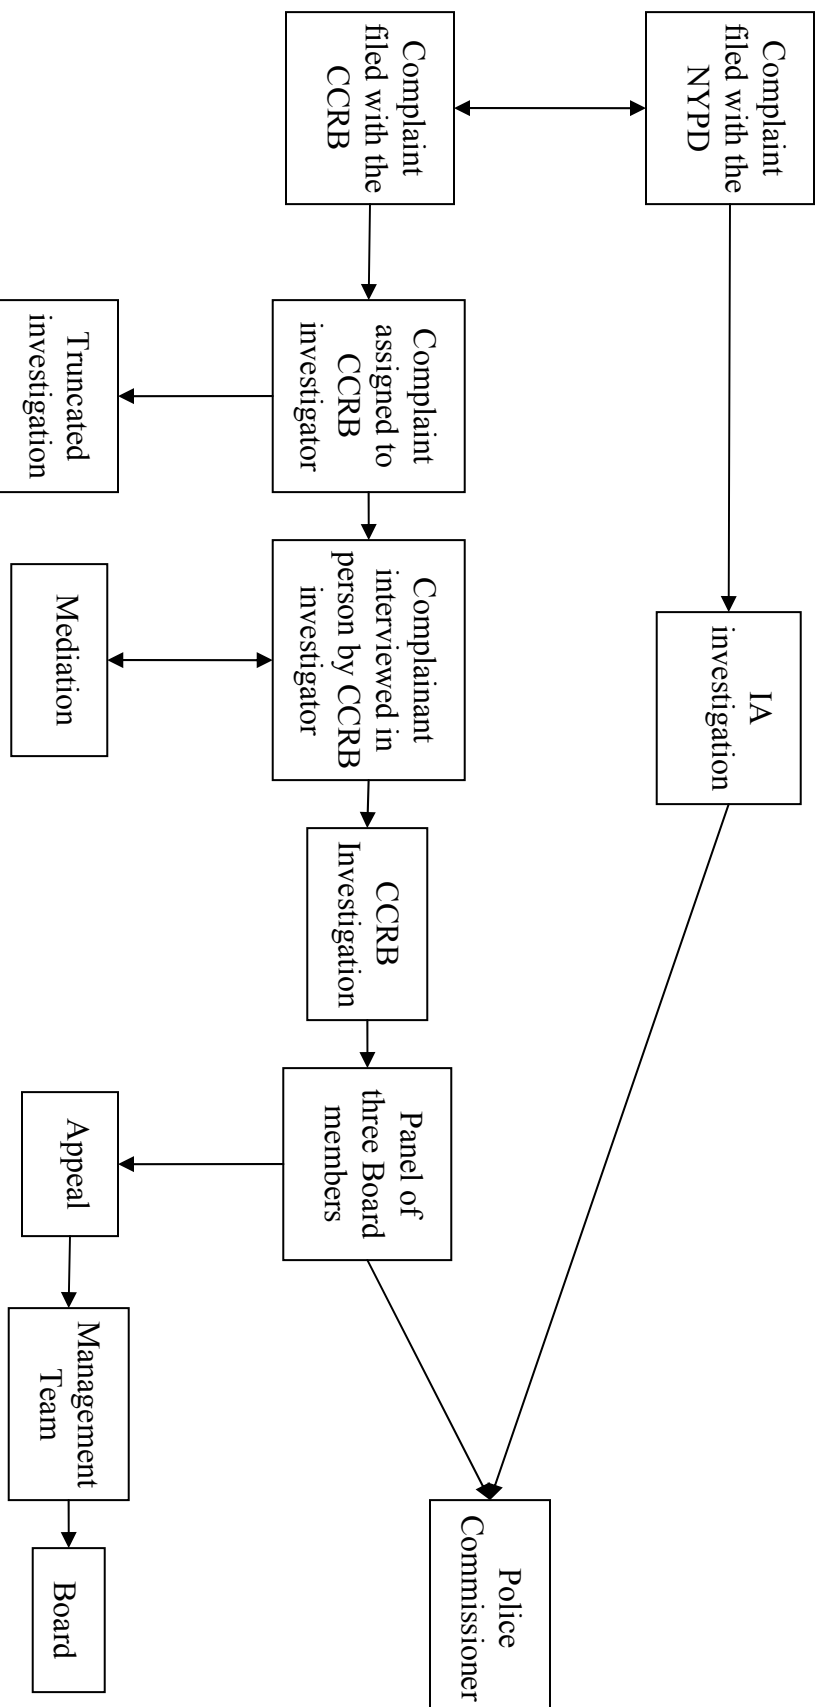 Complaint
filed with the
NYPD
IA
investigation
Police
Commissioner
Complaint
filed with the
CCRB
Complaint
assigned to
CCRB
investigator
Complainant
interviewed in
person by CCRB
investigator
CCRB
Investigation
Panel of
three Board
members
Truncated
investigation
Mediation
Appeal
Management
Team
Board